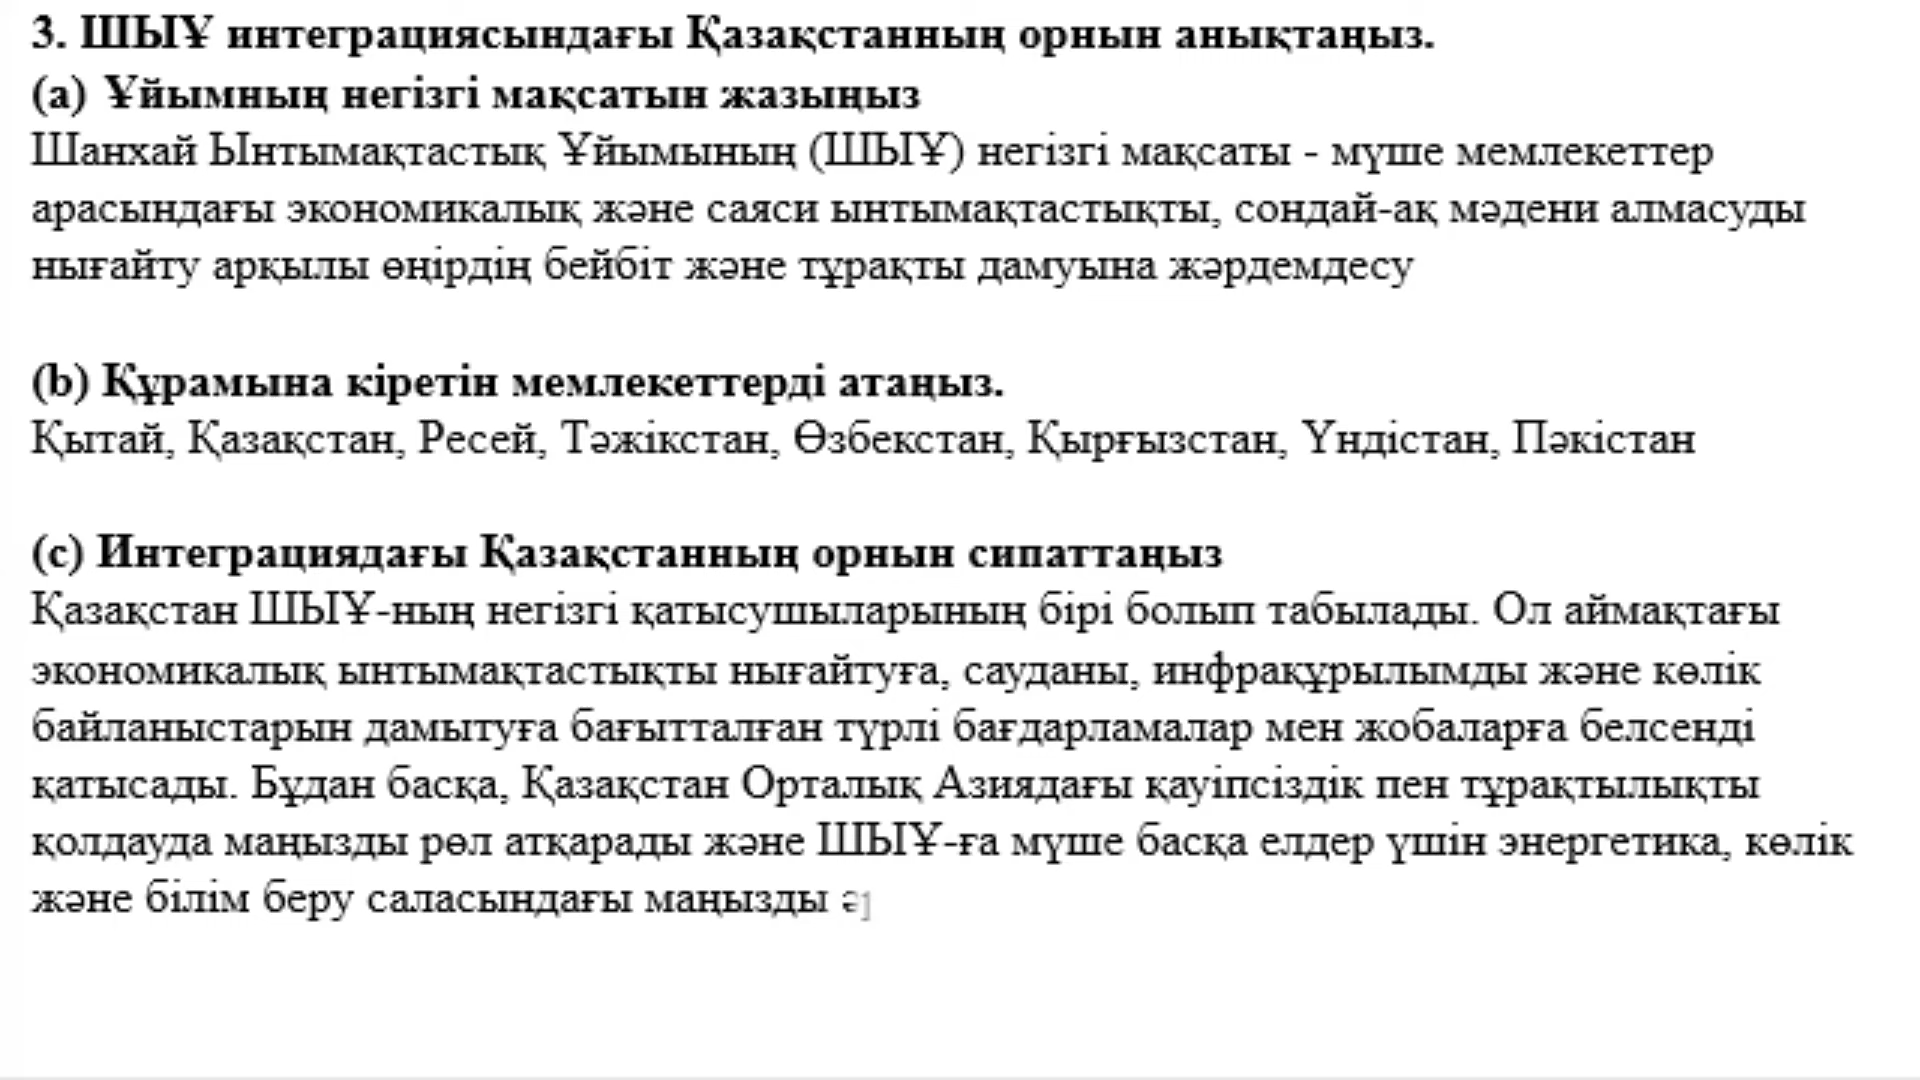 3. ШЫҰ интеграциясындағы Қазақстанның орнын анықтаңыз.
(a) Ұйымның негізгі мақсатын жазыңыз
Шанхай Ынтымақтастық Ұйымының (ШЫҰ) негізгі мақсаты - мүше мемлекеттер
арасындағы экономикалық және саяси ынтымақтастықты, сондай-ақ мәдени алмасуды
нығайту арқылы өңірдің бейбіт және тұрақты дамуына жәрдемдесу
(b) Құрамына кіретін мемлекеттерді атаңыз.
Қытай, Қазақстан, Ресей, Тәжікстан, Өзбекстан, Қырғызстан, Үндістан, Пәкістан
(c) Интеграциядағы Қазақстанның орнын сипаттаңыз
Қазақстан ШЫҰ-ның негізгі қатысушыларының бірі болып табылады. Ол аймақтағы
экономикалық ынтымақтастықты нығайтуға, сауданы, инфрақұрылымды және көлік
байланыстарын дамытуға бағытталған түрлі бағдарламалар мен жобаларға белсенді
қатысады. Бұдан басқа, Қазақстан Орталық Азиядағы қауіпсіздік пен тұрақтылықты
қолдауда маңызды рөл атқарады және ШЫҰ-ға мүше басқа елдер үшін энергетика, көлік
және білім беру саласындағы маңызды